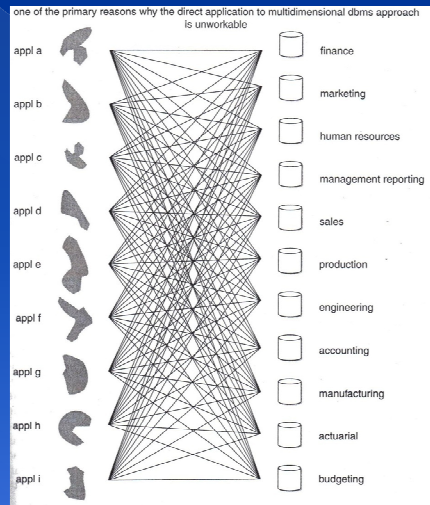 one of the primary reasons why the direct application to multidimensional dbms approach
is unworkable
appl a
finance
appl b
marketing
appl c
human resources
appl d
management reporting
sales
appl e
production
appl f
engineering
appl g
accounting
manufacturing
appl h
actuarial
appl i
budgeting